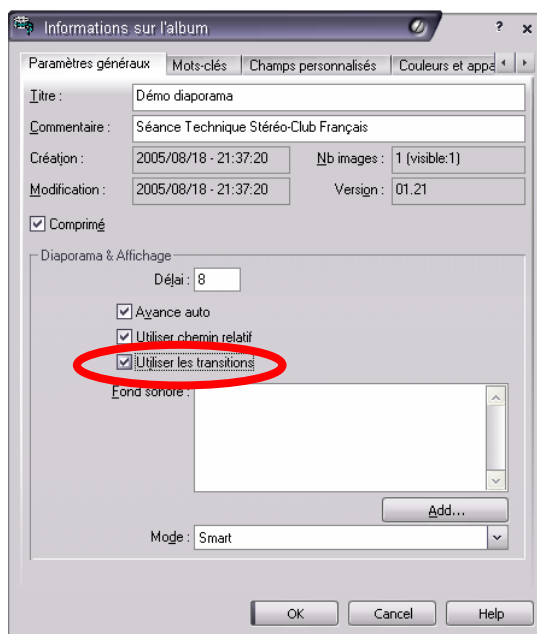 Informations sur l'album
Paramètres généraux Mots-clés Champs personnalisés Couleurs et appa
Titre : Démo diaporama
Commentaire : Séance Technique Stéréo-Club Français
Création : 2005/08/18 - 21:37:20 Nb images : 1 (visible:1)
Modification : 2005/08/18 - 21:37:20 Version : 01.21
Comprimé
Diaporama & Affichage
Délai : 8
Avance auto
Utiliser chemin relatif
Utiliser les transitions
Fond sonore :
Add...
Mode : Smart
OK Cancel Help